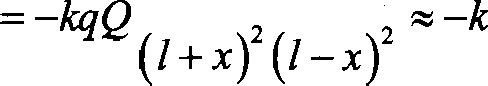 = −kqQ (l + x)² (l − x)² ≈ −k